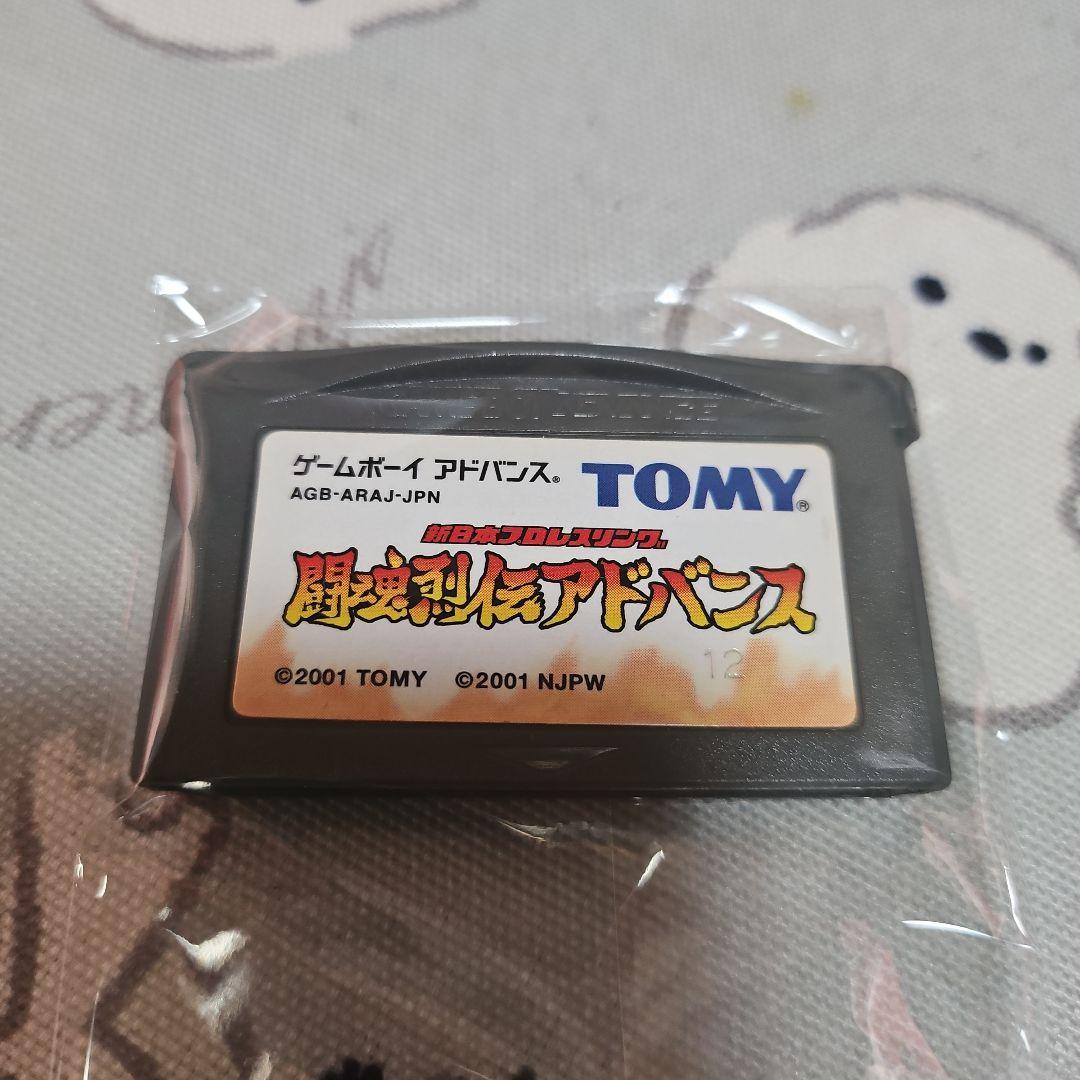 ゲームボーイ アドバンス®
TOMY®
AGB-ARAJ-JPN
新日本プロレスリング
闘魂烈伝アドバンス
©2001 TOMY ©2001 NJPW
12